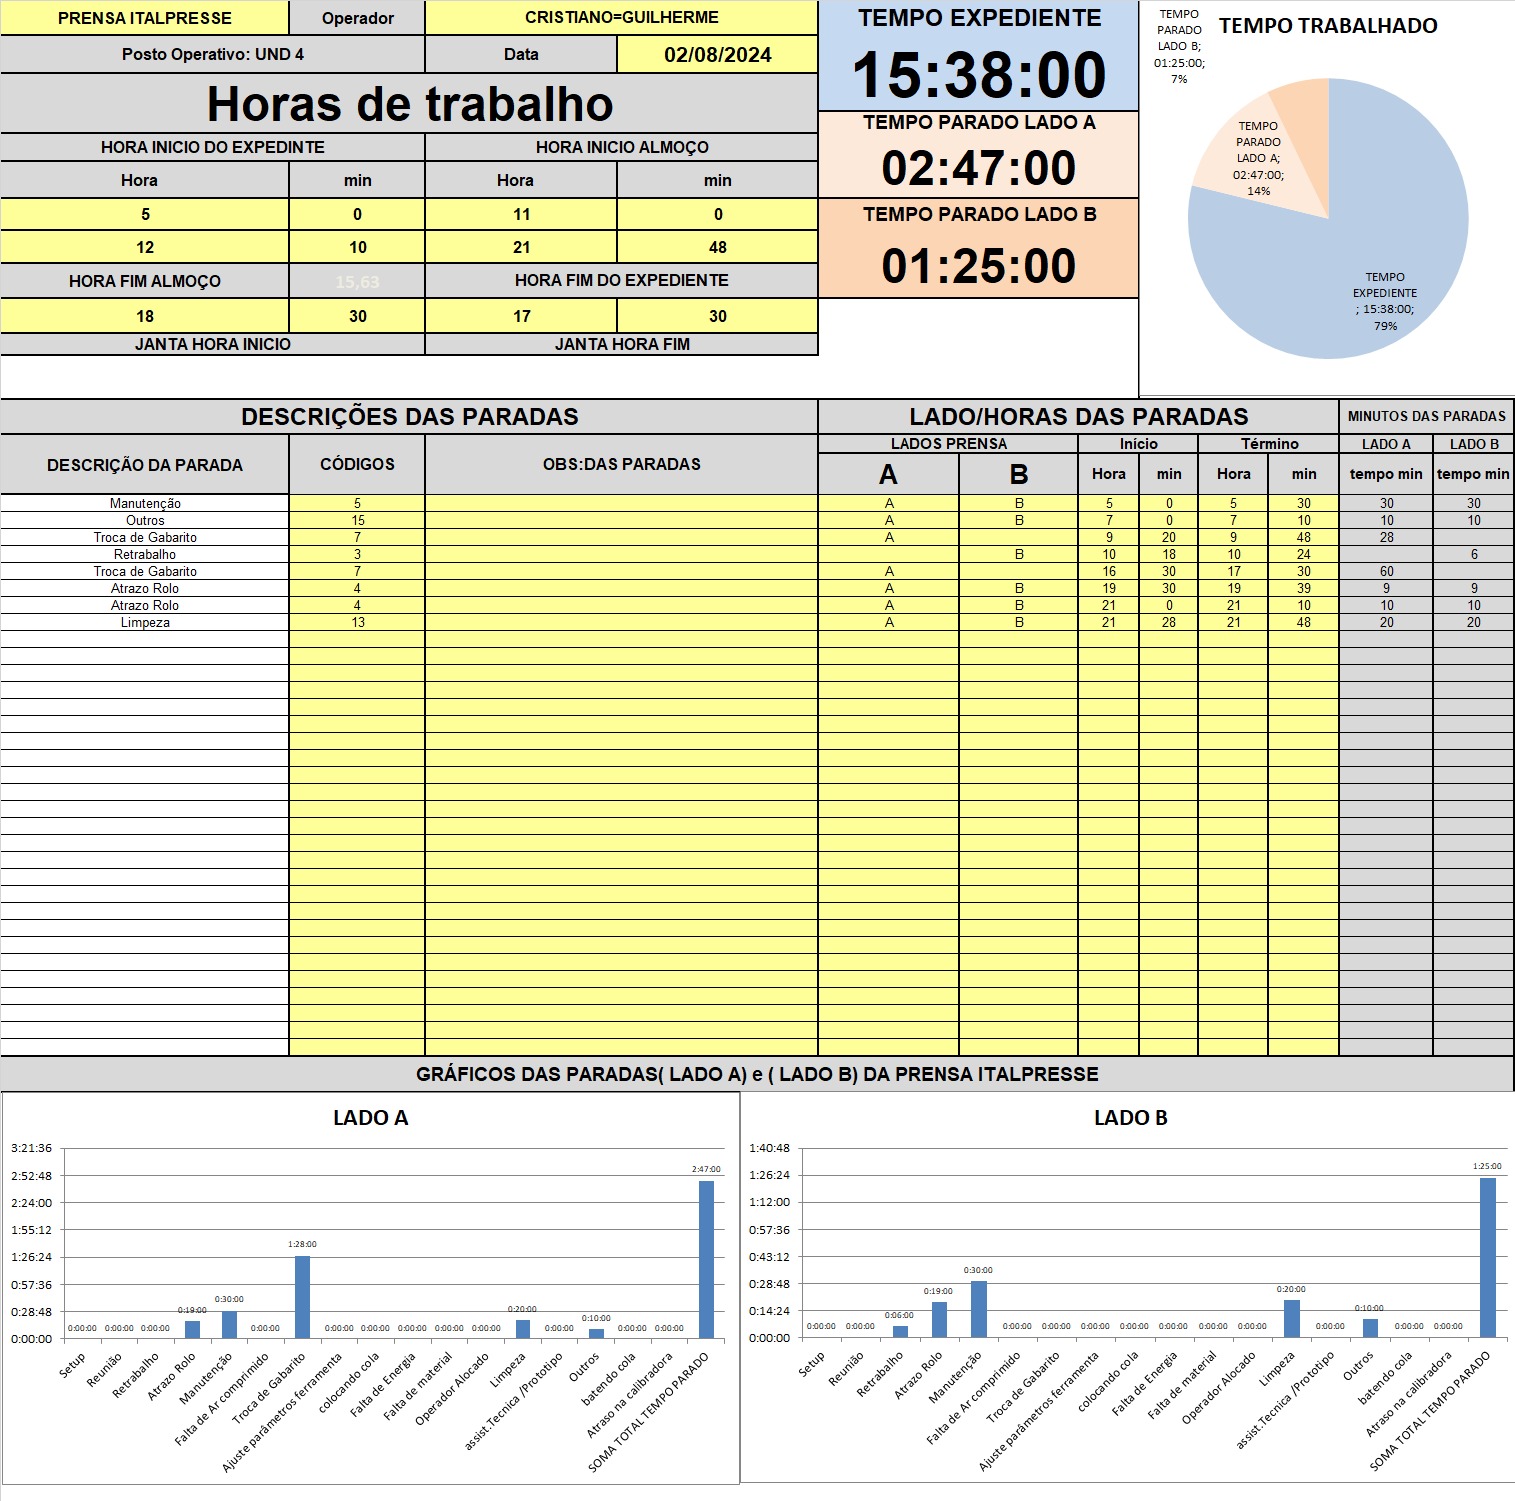 PRENSA ITALPRESSE Operador CRISTIANO=GUILHERME
Posto Operativo: UND 4 Data 02/08/2024
Horas de trabalho
HORA INICIO DO EXPEDINTE HORA INICIO ALMOÇO
Hora min Hora min
5 0 11 0
12 10 21 48
HORA FIM ALMOÇO 15,63 HORA FIM DO EXPEDIENTE
18 30 17 30
JANTA HORA INICIO JANTA HORA FIM
TEMPO EXPEDIENTE
15:38:00
TEMPO PARADO LADO A
02:47:00
TEMPO PARADO LADO B
01:25:00
TEMPO TRABALHADO
TEMPO
PARADO
LADO B;
01:25:00;
7%
TEMPO
PARADO
LADO A;
02:47:00;
14%
TEMPO
EXPEDIENTE
; 15:38:00;
79%
DESCRIÇÕES DAS PARADAS LADO/HORAS DAS PARADAS MINUTOS DAS PARADAS
DESCRIÇÃO DA PARADA CÓDIGOS OBS:DAS PARADAS LADOS PRENSA Início Término LADO A LADO B
A B Hora min Hora min tempo min tempo min
Manutenção 5 A B 5 0 5 30 30 30
Outros 15 A B 7 0 7 10 10 10
Troca de Gabarito 7 A 9 20 9 48 28
Retrabalho 3 B 10 18 10 24 6
Troca de Gabarito 7 A 16 30 17 30 60
Atrazo Rolo 4 A B 19 30 19 39 9 9
Atrazo Rolo 4 A B 21 0 21 10 10 10
Limpeza 13 A B 21 28 21 48 20 20
GRÁFICOS DAS PARADAS( LADO A) e ( LADO B) DA PRENSA ITALPRESSE
LADO A
3:21:36
2:52:48
2:24:00
1:55:12
1:26:24
0:57:36
0:28:48
0:00:00
0:00:00 0:00:00 0:00:00 0:19:00 0:30:00 0:00:00 1:28:00 0:00:00 0:00:00 0:00:00 0:00:00 0:00:00 0:20:00 0:00:00 0:10:00 0:00:00 0:00:00 2:47:00
Setup
Reunião
Retrabalho
Atrazo Rolo
Manutenção
Falta de Ar comprimido
Troca de Gabarito
Ajuste parâmetros ferramenta
colocando cola
Falta de Energia
Falta de material
Operador Alocado
Limpeza
assist.Tecnica /Prototipo
Outros
batendo cola
Atraso na calibradora
SOMA TOTAL TEMPO PARADO
LADO B
1:40:48
1:26:24
1:12:00
0:57:36
0:43:12
0:28:48
0:14:24
0:00:00
0:00:00 0:00:00 0:06:00 0:19:00 0:30:00 0:00:00 0:00:00 0:00:00 0:00:00 0:00:00 0:00:00 0:00:00 0:20:00 0:00:00 0:10:00 0:00:00 0:00:00 1:25:00
Setup
Reunião
Retrabalho
Atrazo Rolo
Manutenção
Falta de Ar comprimido
Troca de Gabarito
Ajuste parâmetros ferramenta
colocando cola
Falta de Energia
Falta de material
Operador Alocado
Limpeza
assist.Tecnica /Prototipo
Outros
batendo cola
Atraso na calibradora
SOMA TOTAL TEMPO PARADO